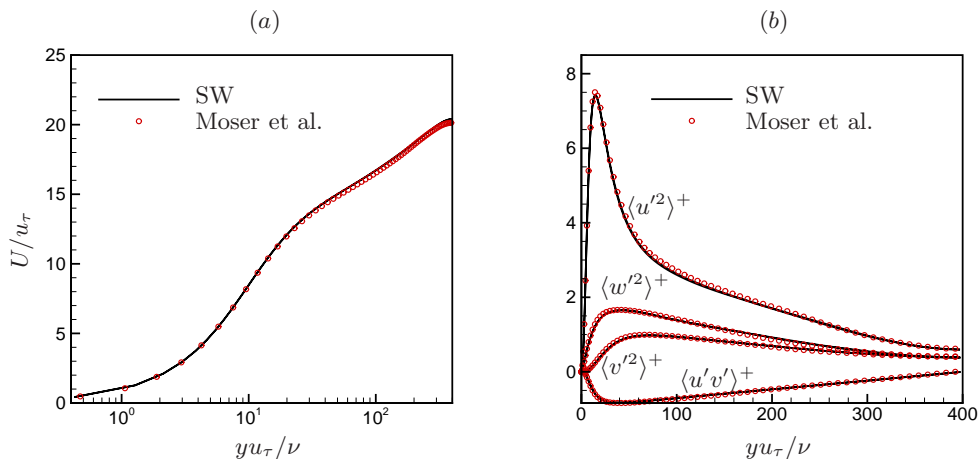 (a)
25
20
15
10
5
0
U/u_τ
SW
Moser et al.
10^0
10^1
10^2
yu_τ/ν
(b)
8
6
4
2
0
SW
Moser et al.
⟨u′²⟩⁺
⟨w′²⟩⁺
⟨v′²⟩⁺
⟨u′v′⟩⁺
0
100
200
300
400
yu_τ/ν